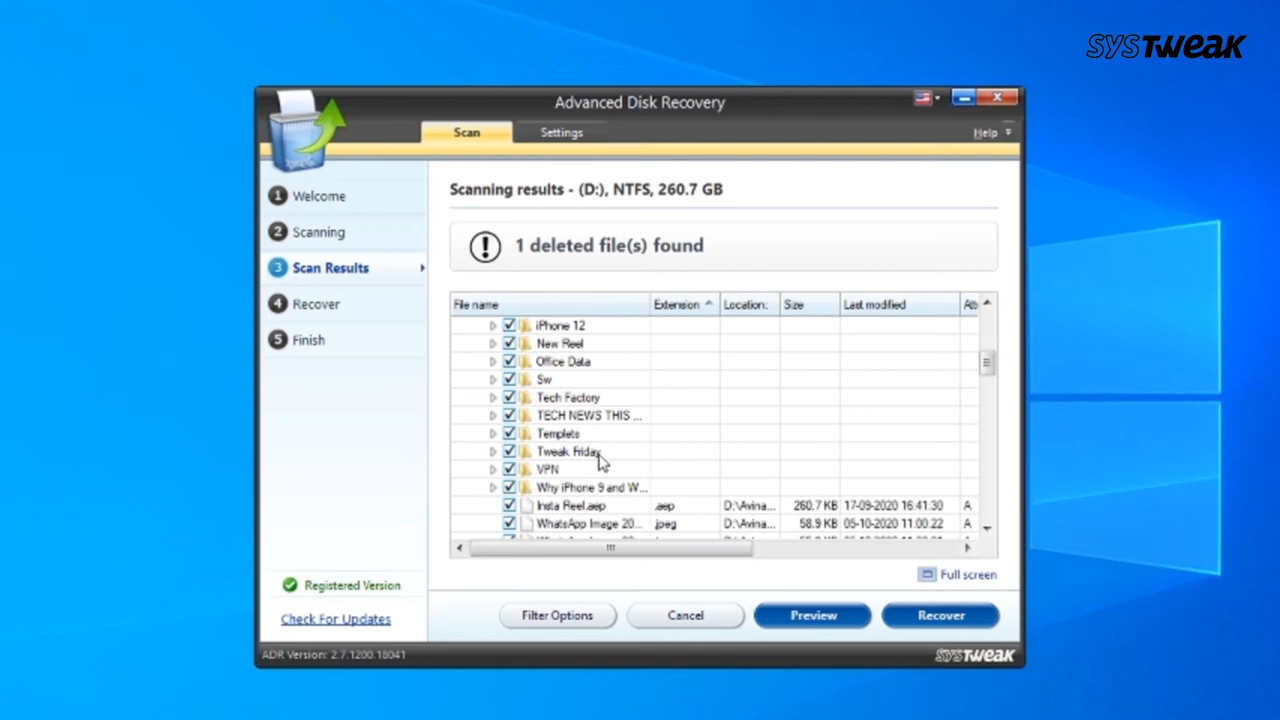 SYSTWEAK
Advanced Disk Recovery
Scan Settings Help
1 Welcome
2 Scanning
3 Scan Results
4 Recover
5 Finish
Registered Version
Check For Updates
Scanning results - (D:), NTFS, 260.7 GB
1 deleted file(s) found
File name Extension Location: Size Last modified
iPhone 12
New Reel
Office Data
Sw
Tech Factory
TECH NEWS THIS ...
Templets
Tweak Friday
VPN
Why iPhone 9 and W...
Insta Reel.aep .aep D:\Avina... 260.7 KB 17-09-2020 16:41:30 A
WhatsApp Image 20... .jpeg D:\Avina... 58.9 KB 05-10-2020 11:00:22 A
Full screen
Filter Options Cancel Preview Recover
ADR Version: 2.7.1200.18041 SYSTWEAK